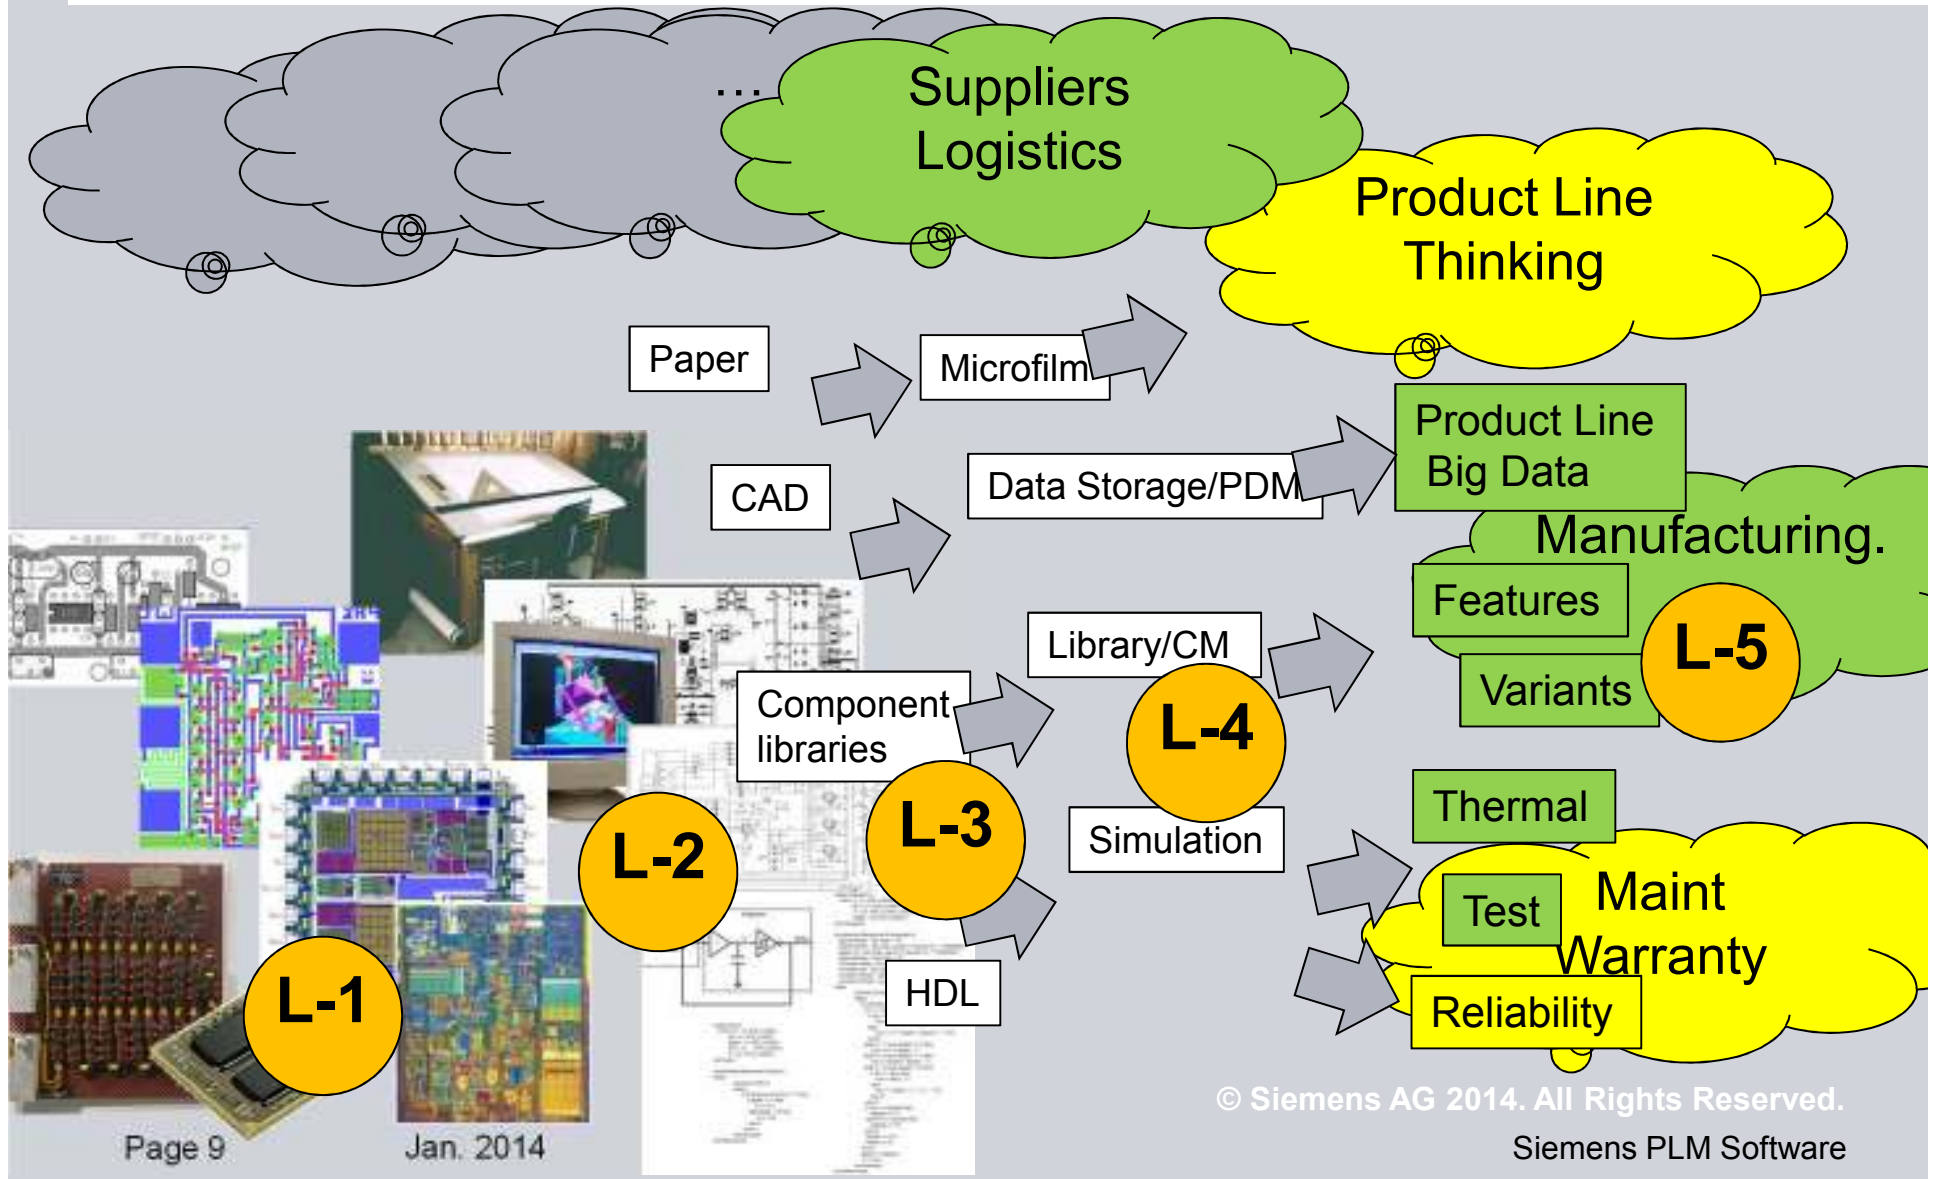 ...
Suppliers
Logistics
Product Line
Thinking
Paper
Microfilm
Product Line
Big Data
CAD
Data Storage/PDM
Manufacturing.
Features
Library/CM
L-5
Component
libraries
Variants
L-4
Thermal
L-3
L-2
Simulation
Maint
Warranty
Test
L-1
HDL
Reliability
© Siemens AG 2014. All Rights Reserved.
Page 9
Jan. 2014
Siemens PLM Software